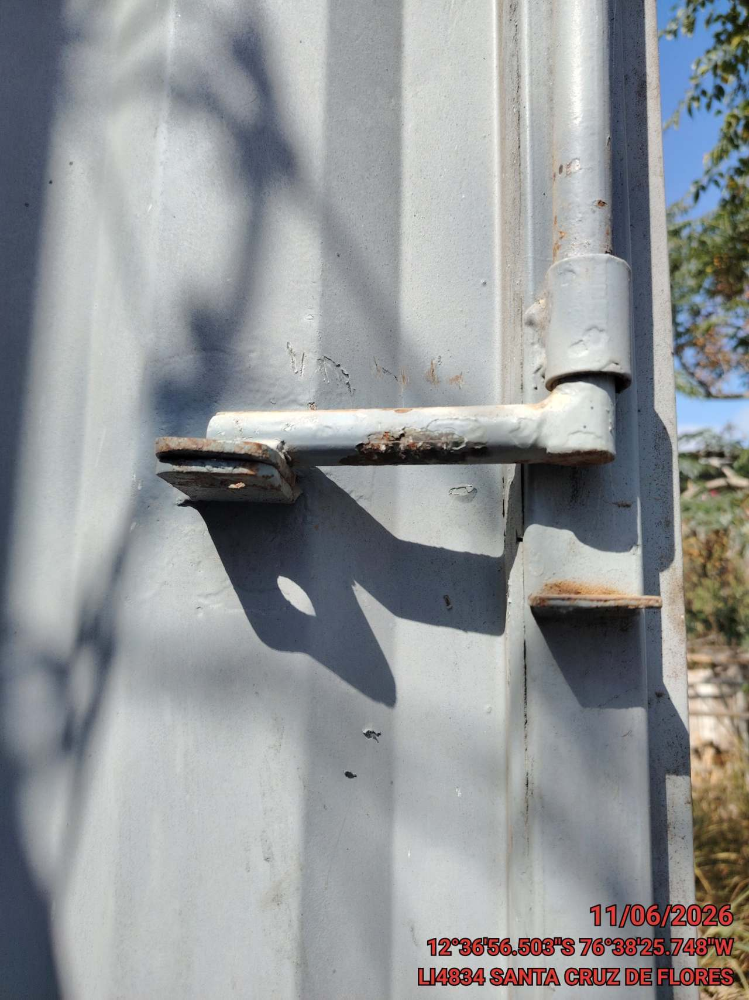 11/06/2026
12°36'56.503"S 76°38'25.748"W
LI4834 SANTA CRUZ DE FLORES